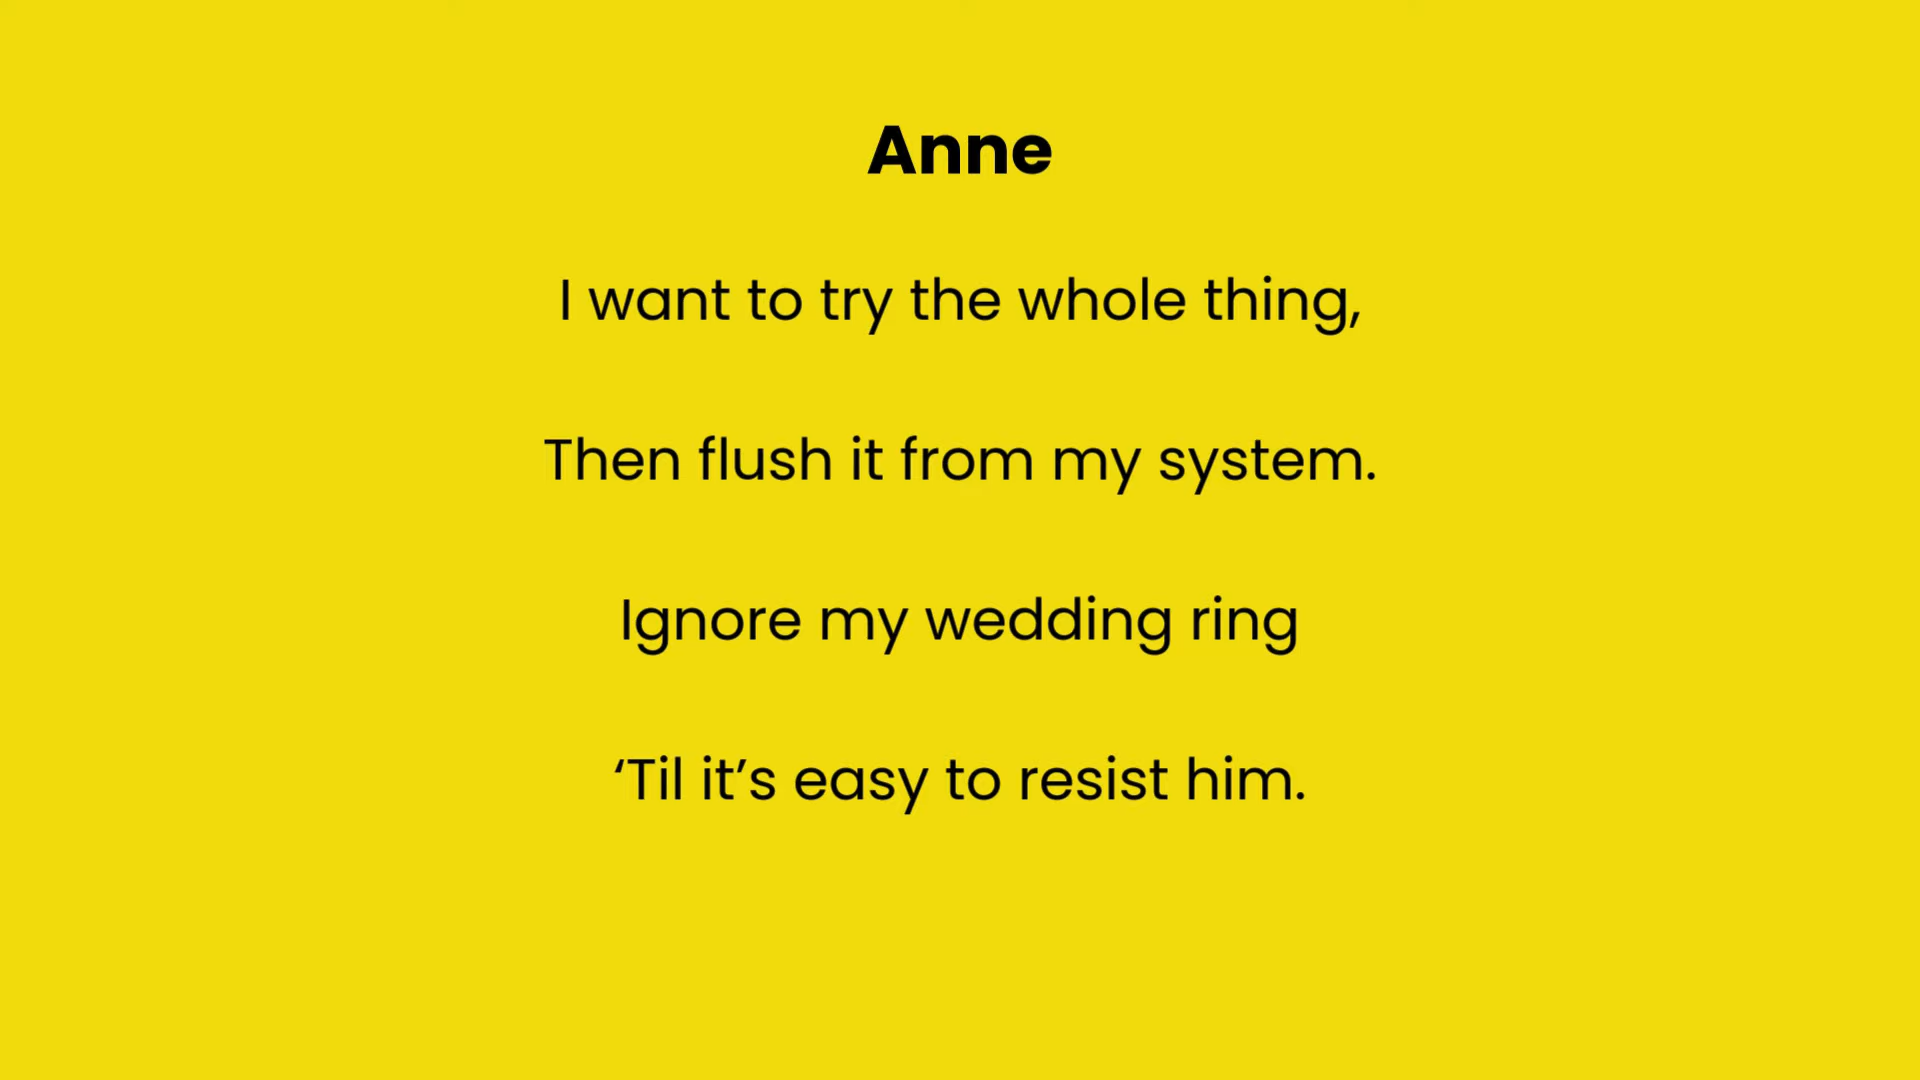 Anne
I want to try the whole thing,
Then flush it from my system.
Ignore my wedding ring
‘Til it’s easy to resist him.